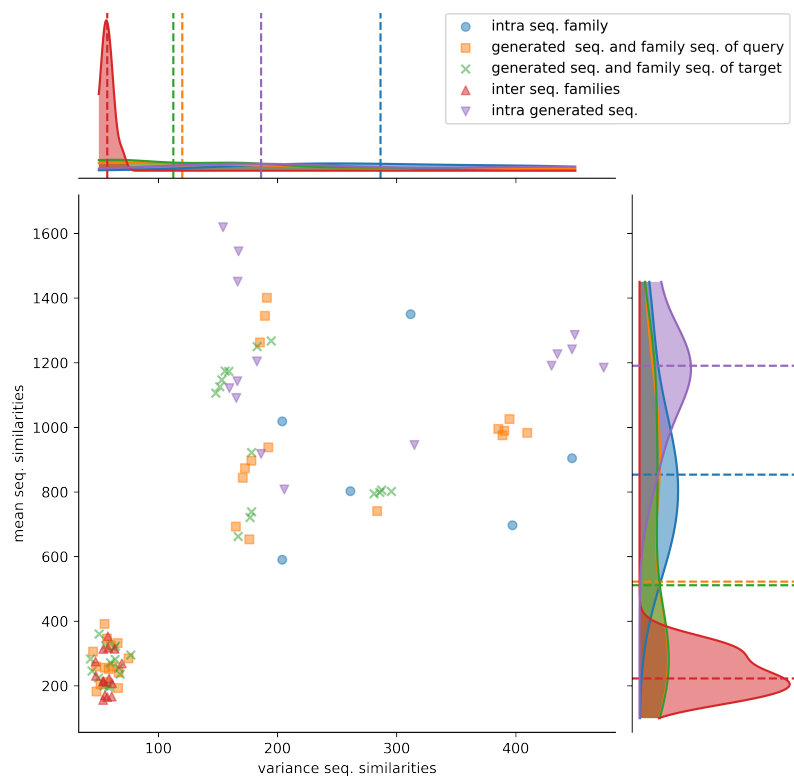 intra seq. family
generated  seq. and family seq. of query
generated seq. and family seq. of target
inter seq. families
intra generated seq.
1600
1400
1200
1000
800
600
400
200
mean seq. similarities
100
200
300
400
variance seq. similarities